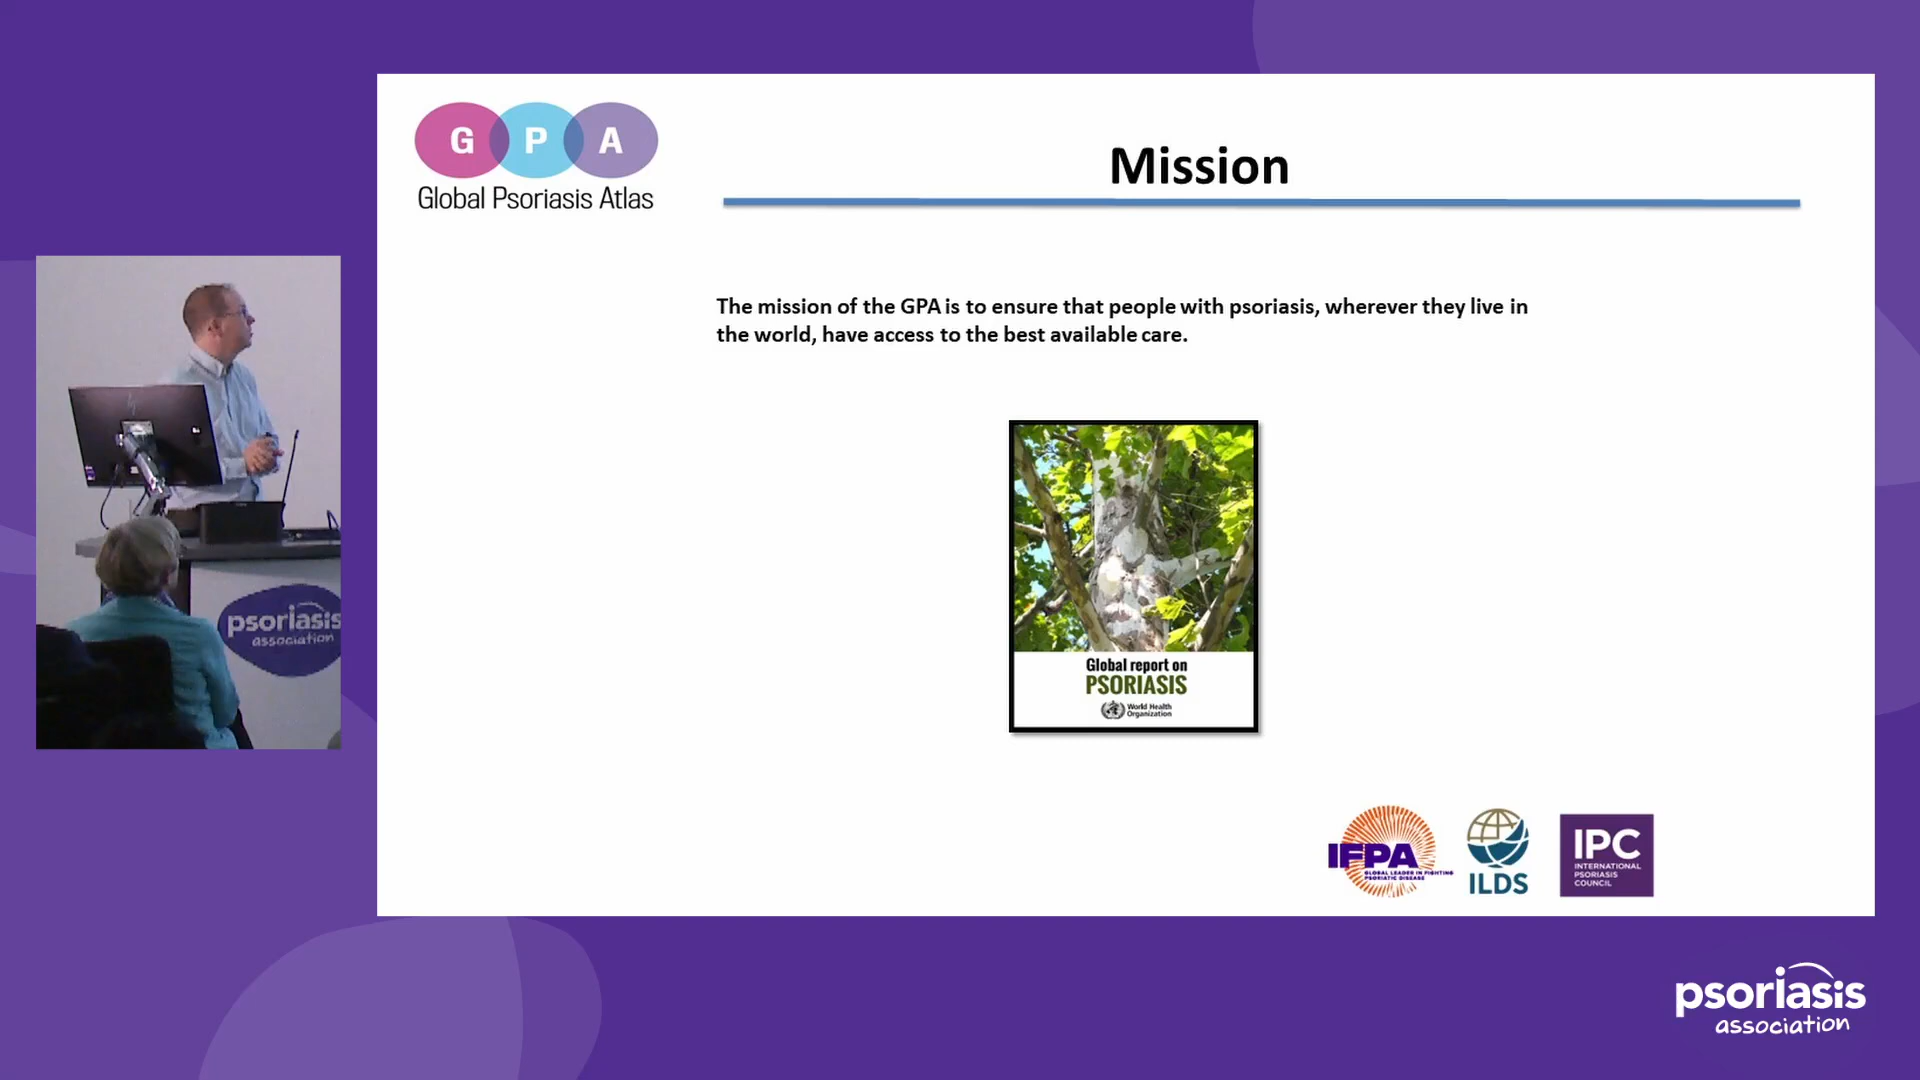 G P A
Global Psoriasis Atlas
Mission
The mission of the GPA is to ensure that people with psoriasis, wherever they live in
the world, have access to the best available care.
Global report on
PSORIASIS
World Health
Organization
psoriasis
association
IFPA
GLOBAL LEADER IN FIGHTING
PSORIATIC DISEASE
ILDS
IPC
INTERNATIONAL
PSORIASIS
COUNCIL
psoriasis
association